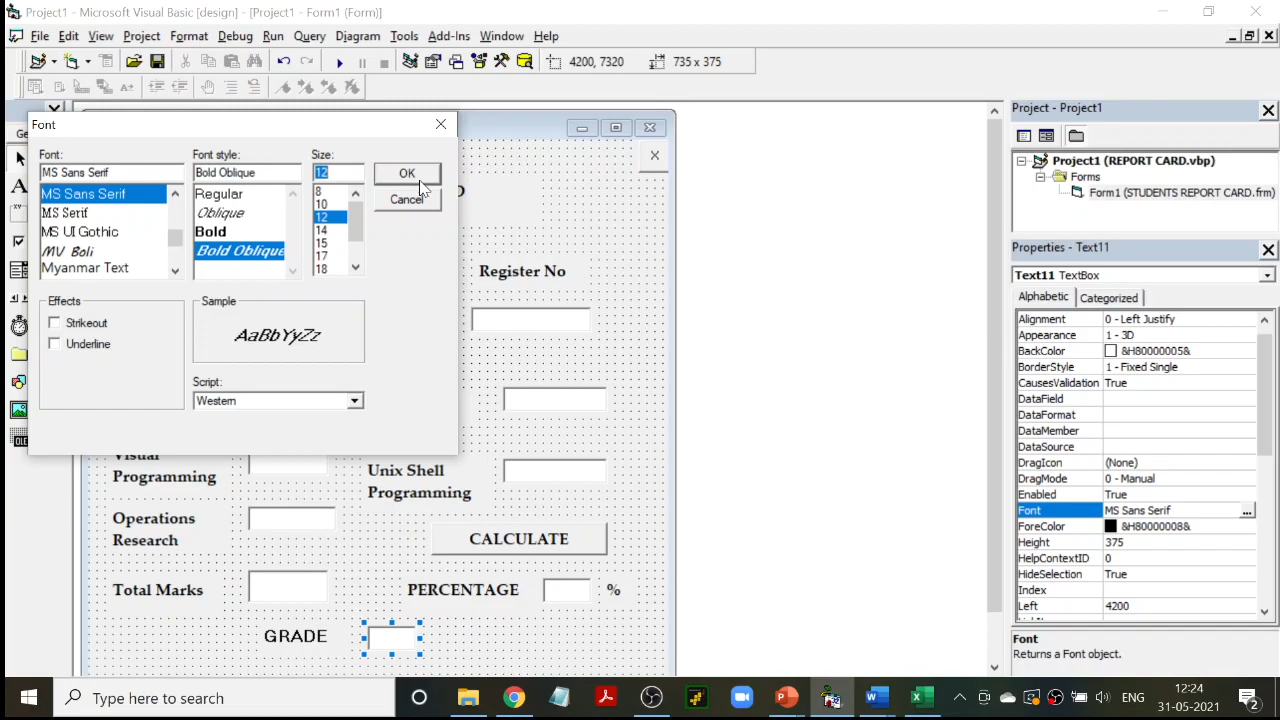 Project1 - Microsoft Visual Basic [design] - [Project1 - Form1 (Form)]
File Edit View Project Format Debug Run Query Diagram Tools Add-Ins Window Help
4200, 7320 735 x 375
Font
Font: Font style: Size:
MS Sans Serif Bold Oblique 12 OK
MS Sans Serif Regular 8 Cancel
MS Serif Oblique 10
MS UI Gothic Bold 12
MV Boli Bold Oblique 14
Myanmar Text 15
17
18
Effects Sample
Strikeout
Underline
AaBbYyZz
Script:
Western
Register No
Visual
Programming
Unix Shell
Programming
Operations
Research
CALCULATE
Total Marks PERCENTAGE %
GRADE
Project - Project1
Project1 (REPORT CARD.vbp)
Forms
Form1 (STUDENTS REPORT CARD.frm)
Properties - Text11
Text11 TextBox
Alphabetic Categorized
Alignment 0 - Left Justify
Appearance 1 - 3D
BackColor &H80000005&
BorderStyle 1 - Fixed Single
CausesValidation True
DataField
DataFormat
DataMember
DataSource
DragIcon (None)
DragMode 0 - Manual
Enabled True
Font MS Sans Serif ...
ForeColor &H80000008&
Height 375
HelpContextID 0
HideSelection True
Index
Left 4200
Font
Returns a Font object.
Type here to search
ENG
12:24
31-05-2021
2